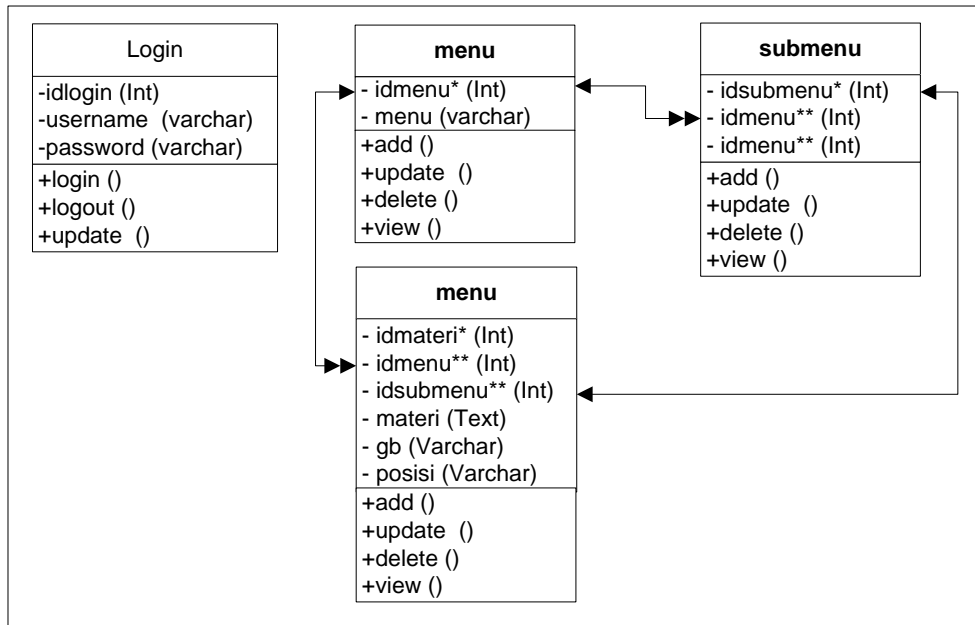 Login
-idlogin (Int)
-username (varchar)
-password (varchar)
+login ()
+logout ()
+update ()
menu
- idmenu* (Int)
- menu (varchar)
+add ()
+update ()
+delete ()
+view ()
submenu
- idsubmenu* (Int)
- idmenu** (Int)
- idmenu** (Int)
+add ()
+update ()
+delete ()
+view ()
menu
- idmateri* (Int)
- idmenu** (Int)
- idsubmenu** (Int)
- materi (Text)
- gb (Varchar)
- posisi (Varchar)
+add ()
+update ()
+delete ()
+view ()